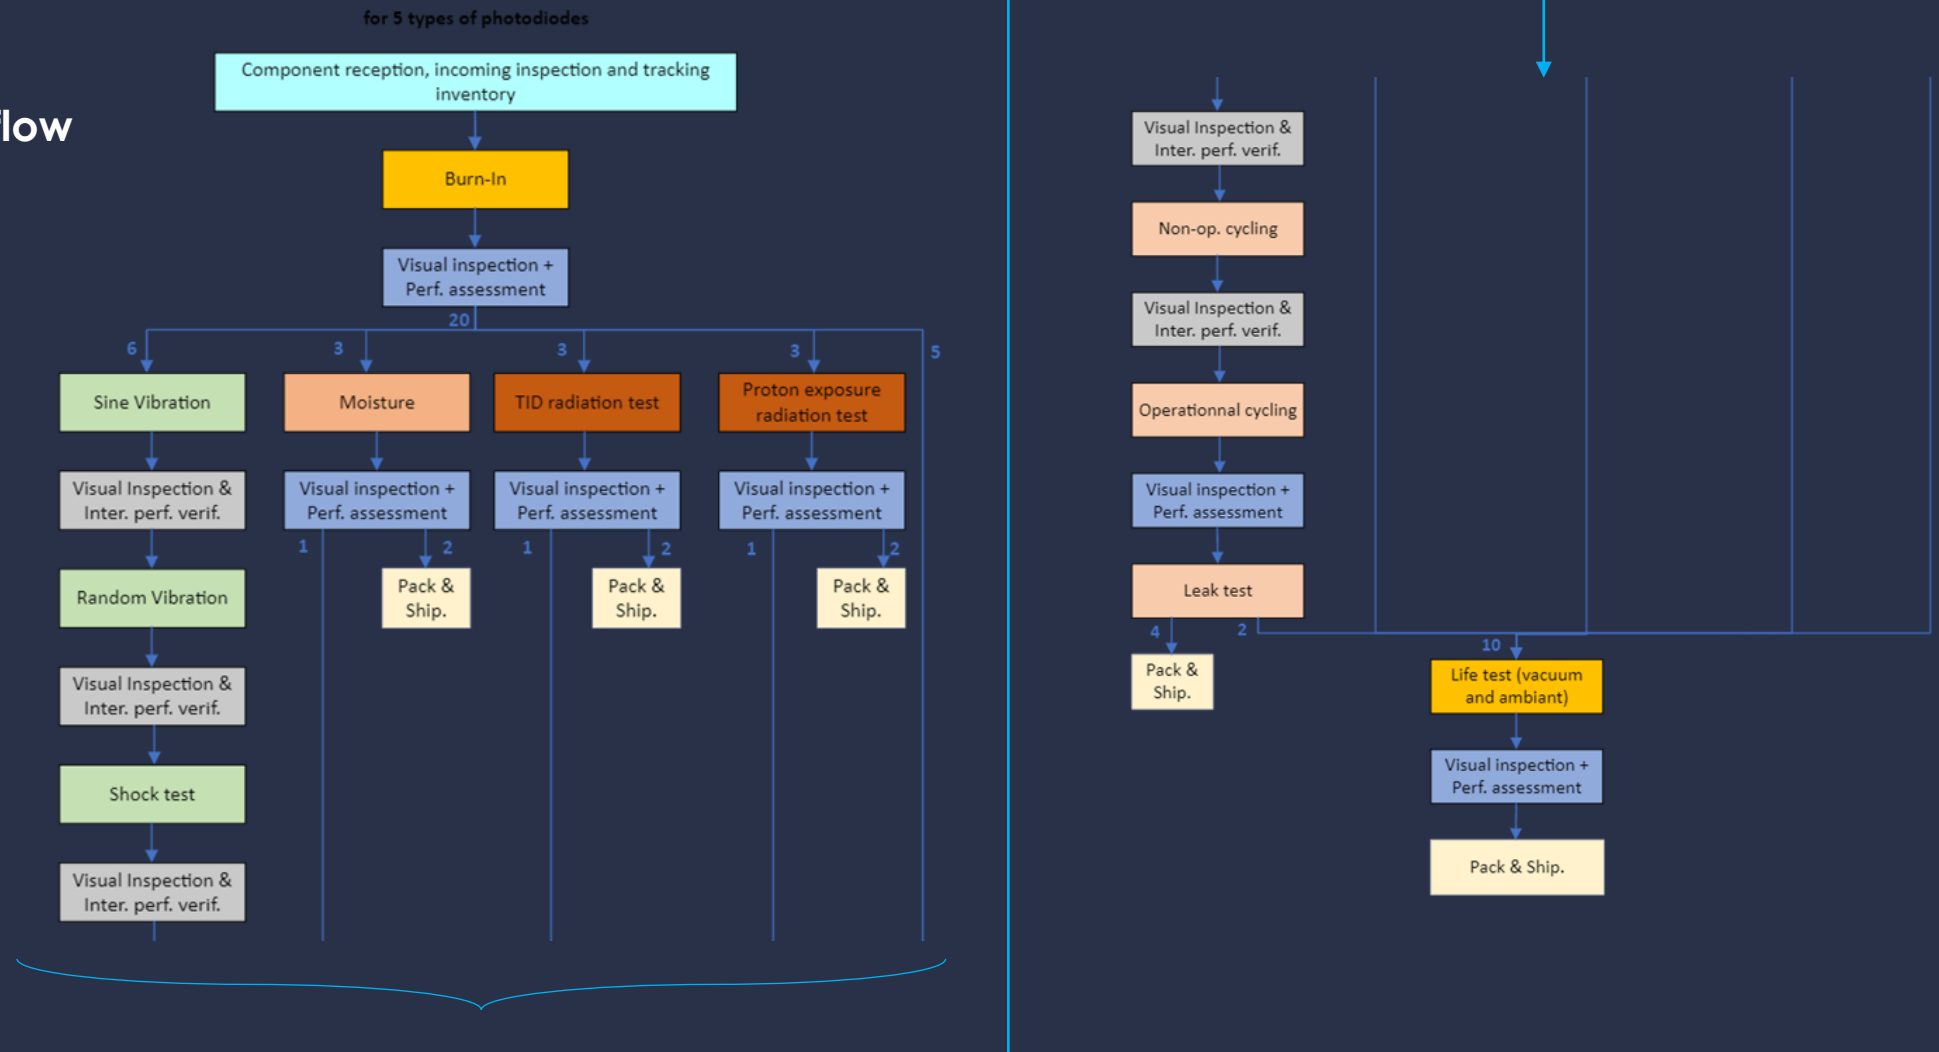 for 5 types of photodiodes
Component reception, incoming inspection and tracking
inventory
flow
Burn-In
Visual inspection +
Perf. assessment
20
6
3
3
3
5
Sine Vibration
Moisture
TID radiation test
Proton exposure
radiation test
Visual Inspection &
Inter. perf. verif.
Visual inspection +
Perf. assessment
Visual inspection +
Perf. assessment
Visual inspection +
Perf. assessment
1
2
1
2
1
2
Random Vibration
Pack &
Ship.
Pack &
Ship.
Pack &
Ship.
Visual Inspection &
Inter. perf. verif.
Shock test
Visual Inspection &
Inter. perf. verif.
Visual Inspection &
Inter. perf. verif.
Non-op. cycling
Visual Inspection &
Inter. perf. verif.
Operationnal cycling
Visual inspection +
Perf. assessment
Leak test
4
2
10
Pack &
Ship.
Life test (vacuum
and ambiant)
Visual inspection +
Perf. assessment
Pack & Ship.